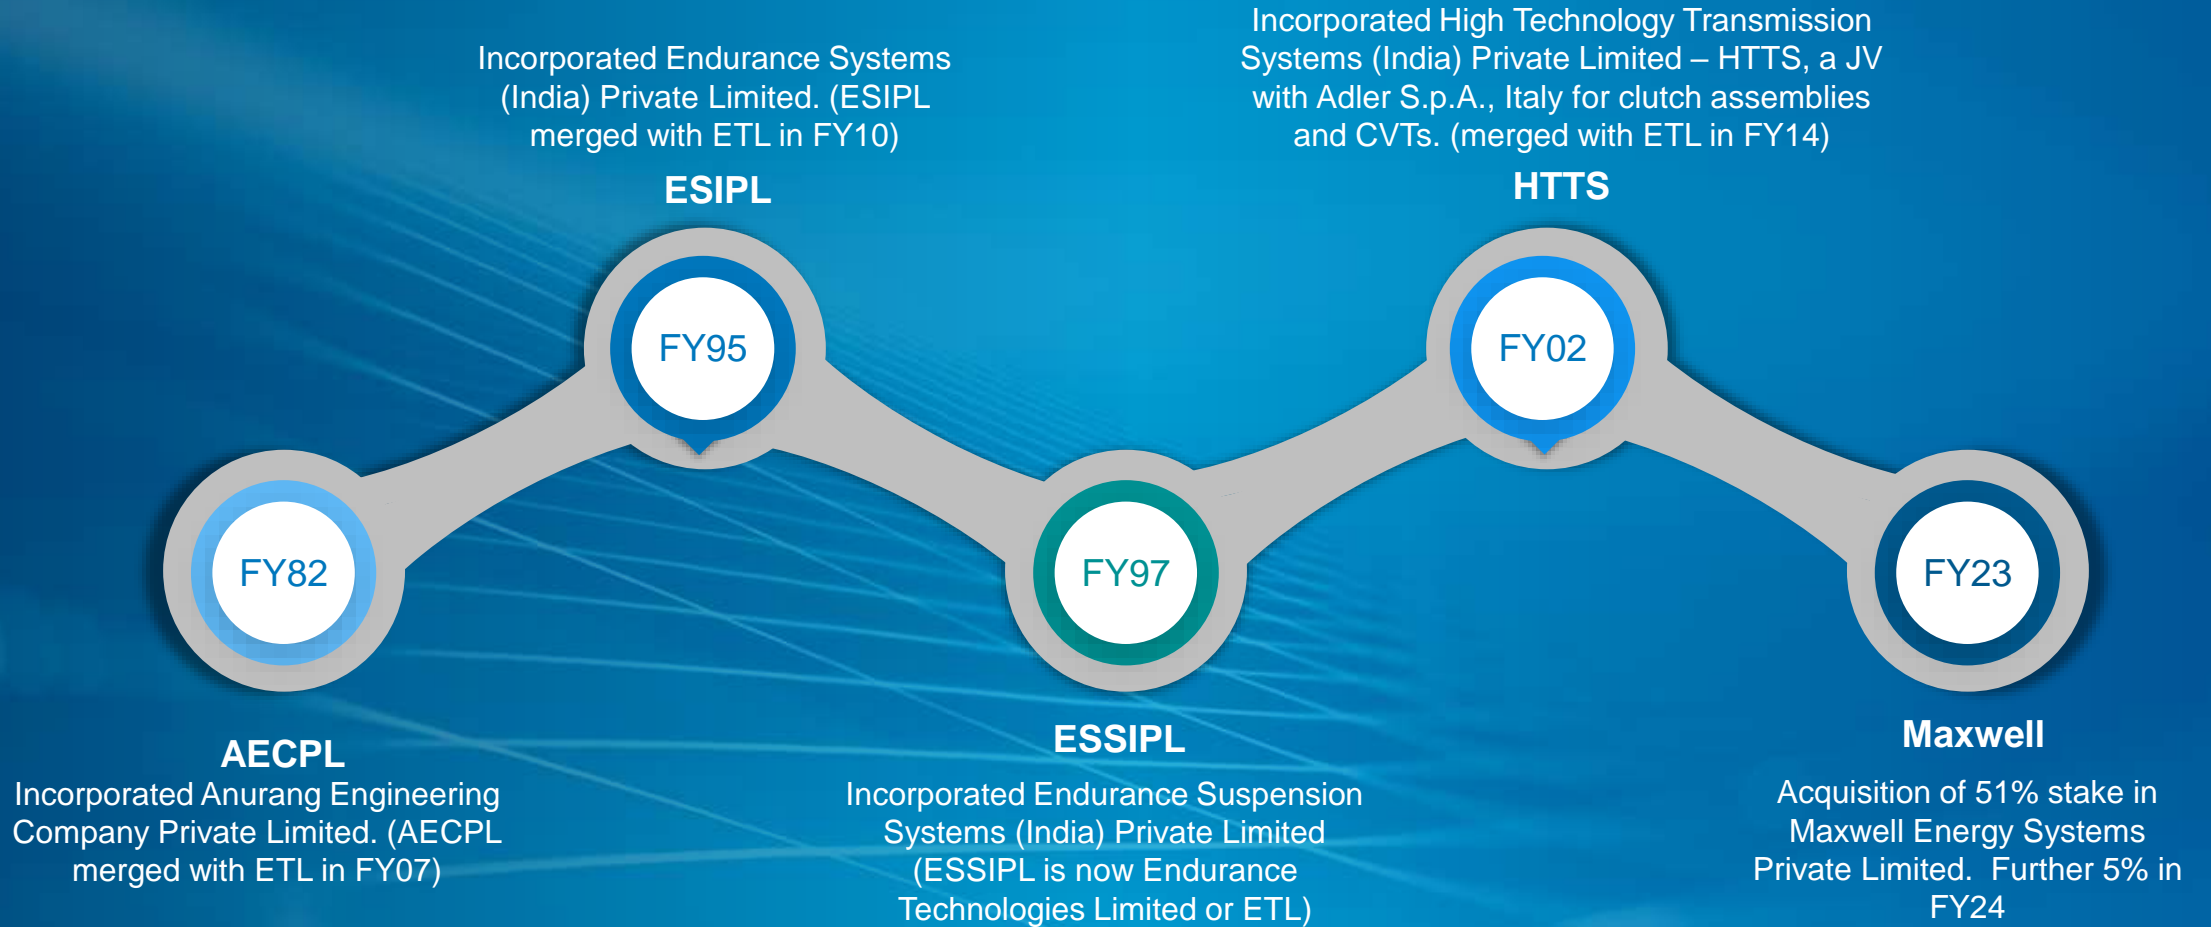 Incorporated Endurance Systems
(India) Private Limited. (ESIPL
merged with ETL in FY10)
ESIPL
Incorporated High Technology Transmission
Systems (India) Private Limited – HTTS, a JV
with Adler S.p.A., Italy for clutch assemblies
and CVTs. (merged with ETL in FY14)
HTTS
FY95
FY02
FY82
FY97
FY23
AECPL
Incorporated Anurang Engineering
Company Private Limited. (AECPL
merged with ETL in FY07)
ESSIPL
Incorporated Endurance Suspension
Systems (India) Private Limited
(ESSIPL is now Endurance
Technologies Limited or ETL)
Maxwell
Acquisition of 51% stake in
Maxwell Energy Systems
Private Limited.  Further 5% in
FY24